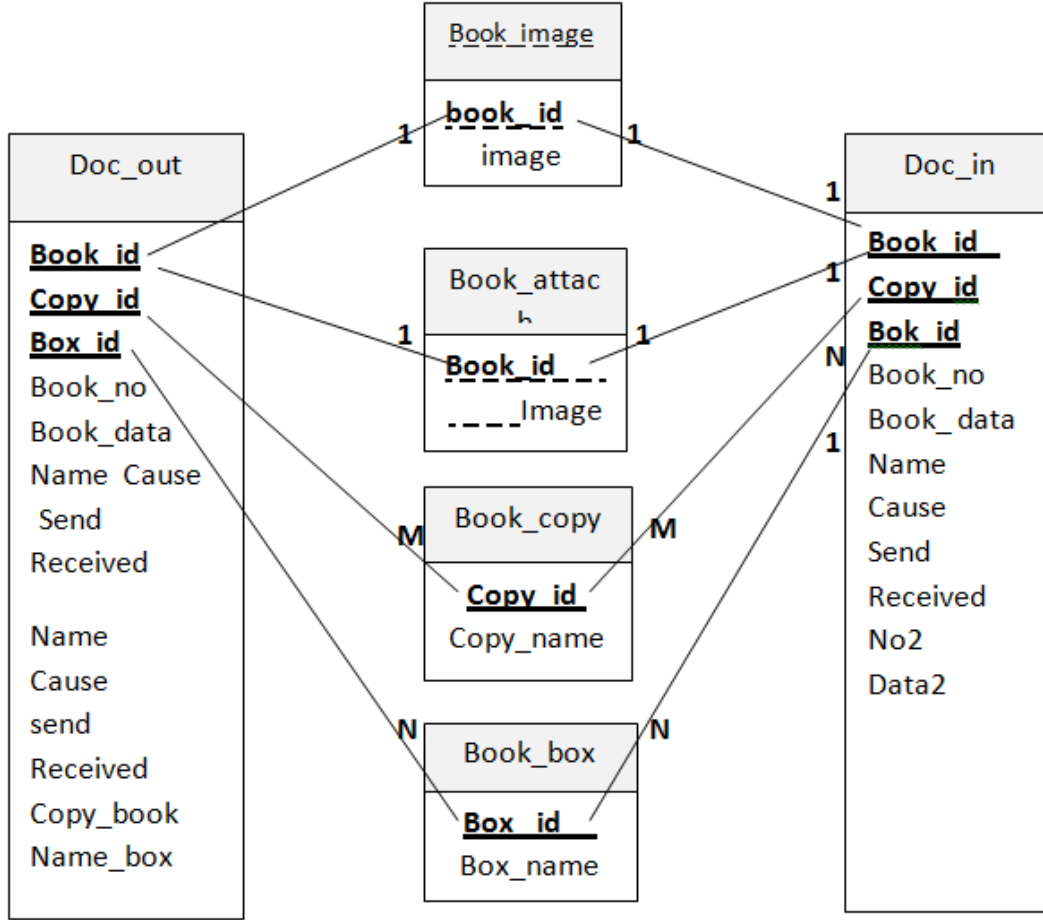 Book_image
book_id
image
1
1
Doc_out
Book_id
Copy_id
Box_id
Book_no
Book_data
Name Cause
Send
Received
Name
Cause
send
Received
Copy_book
Name_box
Book_attac
h
Book_id
Image
1
1
Book_copy
Copy_id
Copy_name
M
M
Book_box
Box_id
Box_name
N
N
Doc_in
1
Book_id
1
Copy_id
Bok_id
N
Book_no
Book_ data
1
Name
Cause
Send
Received
No2
Data2